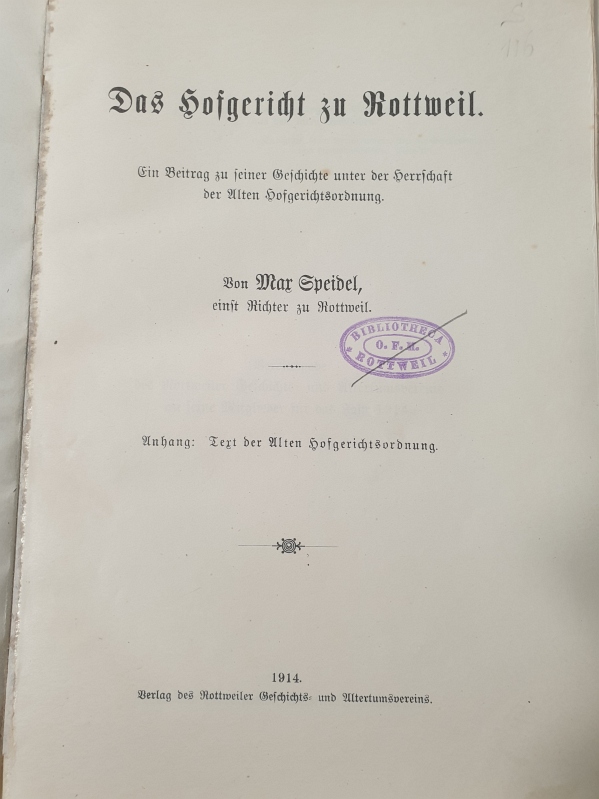 Das Hofgericht zu Rottweil.
Ein Beitrag zu seiner Geschichte unter der Herrschaft
der Alten Hofgerichtsordnung.
Von Max Speidel,
einst Richter zu Rottweil.
BIBLIOTHECA
O. F. M.
ROTTWEIL
Anhang: Text der Alten Hofgerichtsordnung.
1914.
Verlag des Rottweiler Geschichts- und Altertumsvereins.